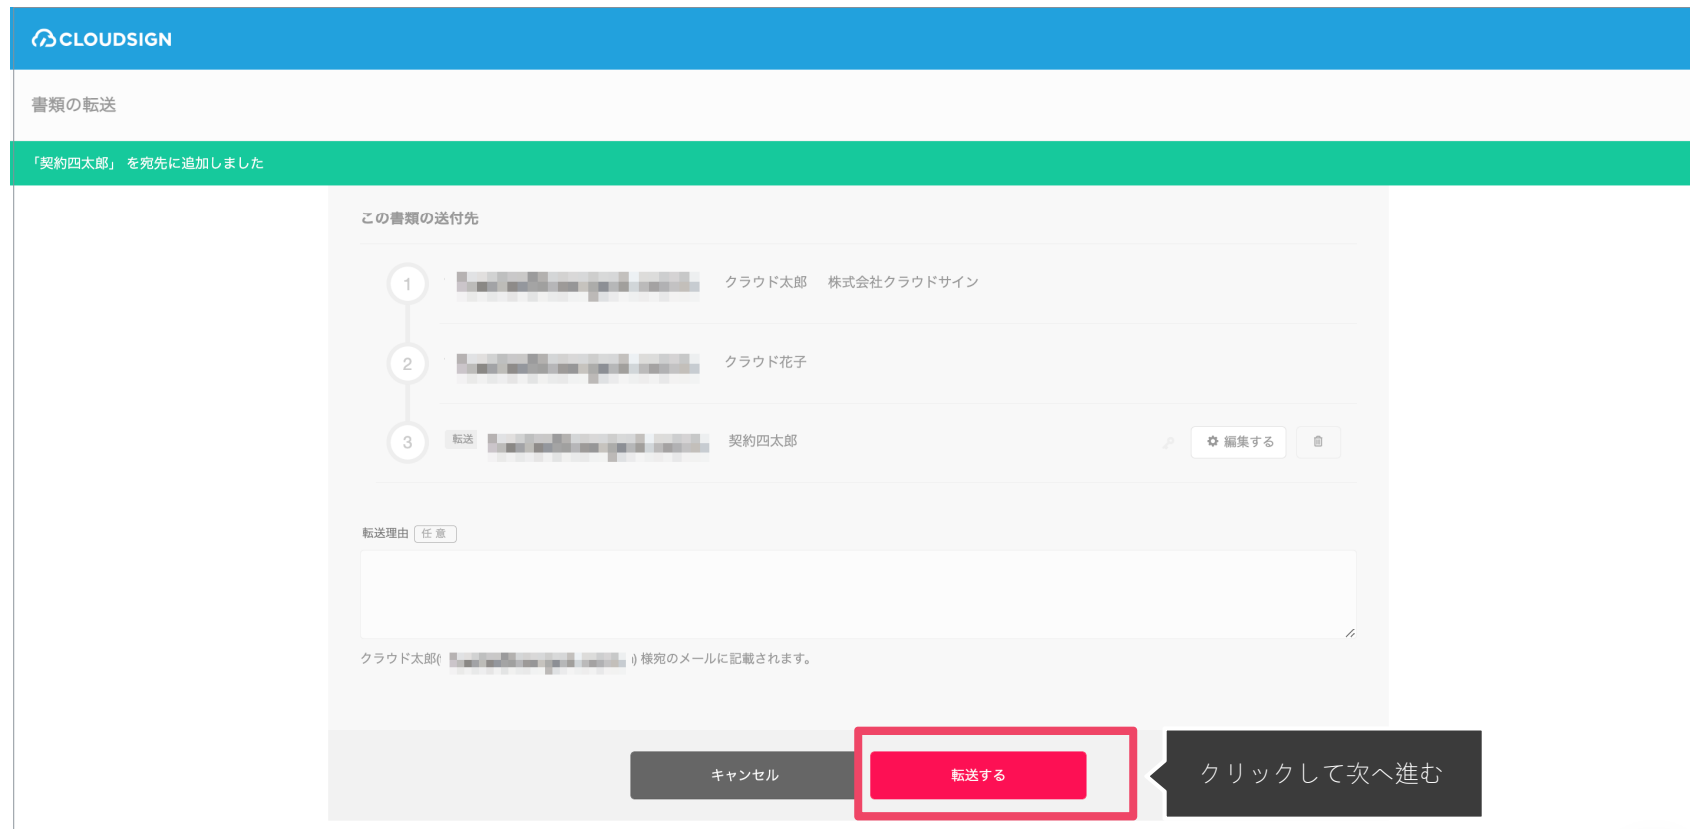 CLOUDSIGN
書類の転送
「契約四太郎」 を宛先に追加しました
この書類の送付先
1 クラウド太郎 株式会社クラウドサイン
2 クラウド花子
3 転送 契約四太郎 編集する
転送理由 任意
クラウド太郎( ) 様宛のメールに記載されます。
キャンセル 転送する クリックして次へ進む